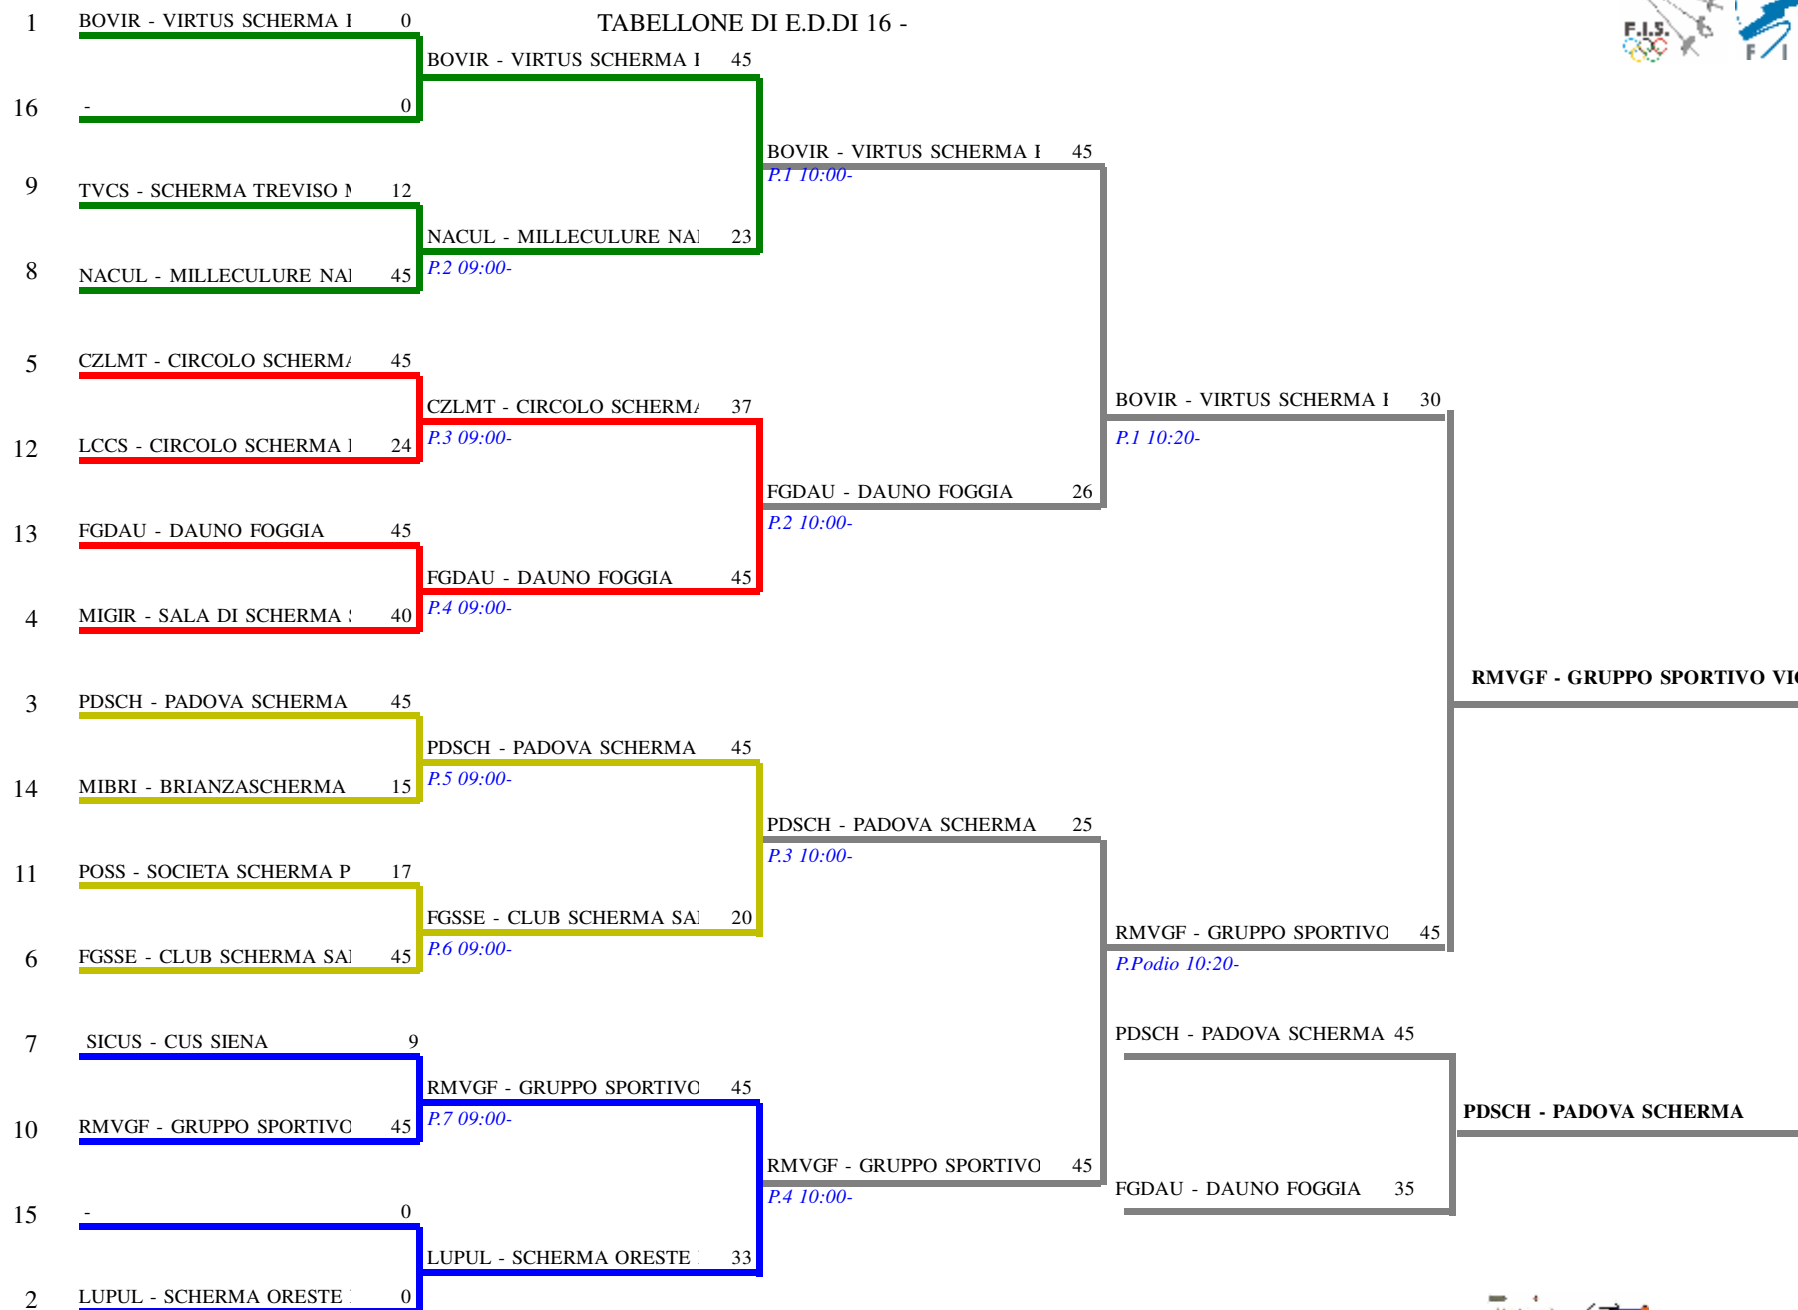 TABELLONE DI E.D.DI 16 -
F.I.S.
F I
1 BOVIR - VIRTUS SCHERMA 0
BOVIR - VIRTUS SCHERMA 45
16 - 0
BOVIR - VIRTUS SCHERMA 45
P.1 10:00-
9 TVCS - SCHERMA TREVISO 12
NACUL - MILLECULURE NA 23
P.2 09:00-
8 NACUL - MILLECULURE NA 45
5 CZLMT - CIRCOLO SCHERMA 45
CZLMT - CIRCOLO SCHERMA 37
P.3 09:00-
BOVIR - VIRTUS SCHERMA 30
P.1 10:20-
12 LCCS - CIRCOLO SCHERMA 24
FGDAU - DAUNO FOGGIA 26
P.2 10:00-
13 FGDAU - DAUNO FOGGIA 45
FGDAU - DAUNO FOGGIA 45
P.4 09:00-
4 MIGIR - SALA DI SCHERMA 40
RMVGF - GRUPPO SPORTIVO
3 PDSCH - PADOVA SCHERMA 45
PDSCH - PADOVA SCHERMA 45
P.5 09:00-
14 MIBRI - BRIANZASCHERMA 15
PDSCH - PADOVA SCHERMA 25
P.3 10:00-
11 POSS - SOCIETA SCHERMA P 17
FGSSE - CLUB SCHERMA SA 20
P.6 09:00-
RMVGF - GRUPPO SPORTIVO 45
P.Podio 10:20-
6 FGSSE - CLUB SCHERMA SA 45
7 SICUS - CUS SIENA 9
PDSCH - PADOVA SCHERMA 45
RMVGF - GRUPPO SPORTIVO 45
P.7 09:00-
PDSCH - PADOVA SCHERMA
10 RMVGF - GRUPPO SPORTIVO 45
RMVGF - GRUPPO SPORTIVO 45
P.4 10:00-
FGDAU - DAUNO FOGGIA 35
15 - 0
LUPUL - SCHERMA ORESTE 33
2 LUPUL - SCHERMA ORESTE 0